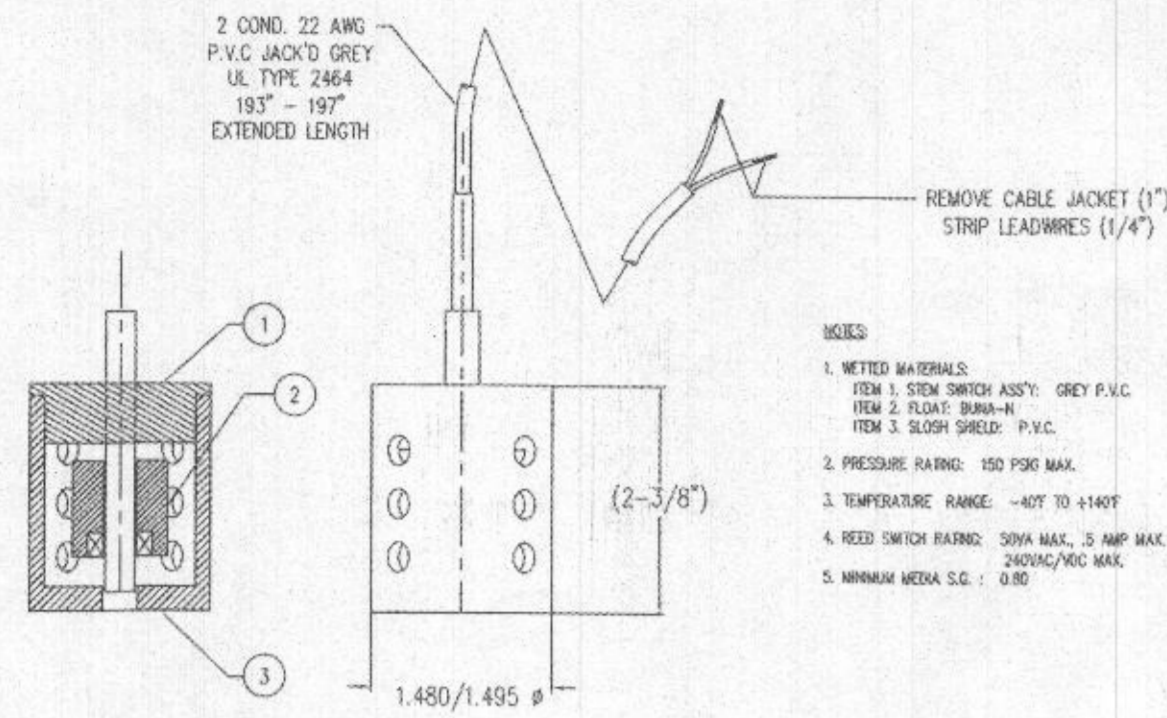 2 COND. 22 AWG
P.V.C JACK'D GREY
UL TYPE 2464
193" - 197"
EXTENDED LENGTH
REMOVE CABLE JACKET (1")
STRIP LEADWIRES (1/4")
1
2
3
(2-3/8")
1.480/1.495 ø
NOTES:
1. WETTED MATERIALS:
ITEM 1. STEM SWITCH ASS'Y: GREY P.V.C.
ITEM 2. FLOAT: BUNA-N
ITEM 3. SLOSH SHIELD: P.V.C.
2. PRESSURE RATING: 150 PSIG MAX.
3. TEMPERATURE RANGE: -40°F TO +140°F
4. REED SWITCH RATING: 50VA MAX., .5 AMP MAX.
240VAC/VDC MAX.
5. MINIMUM MEDIA S.G. : 0.80